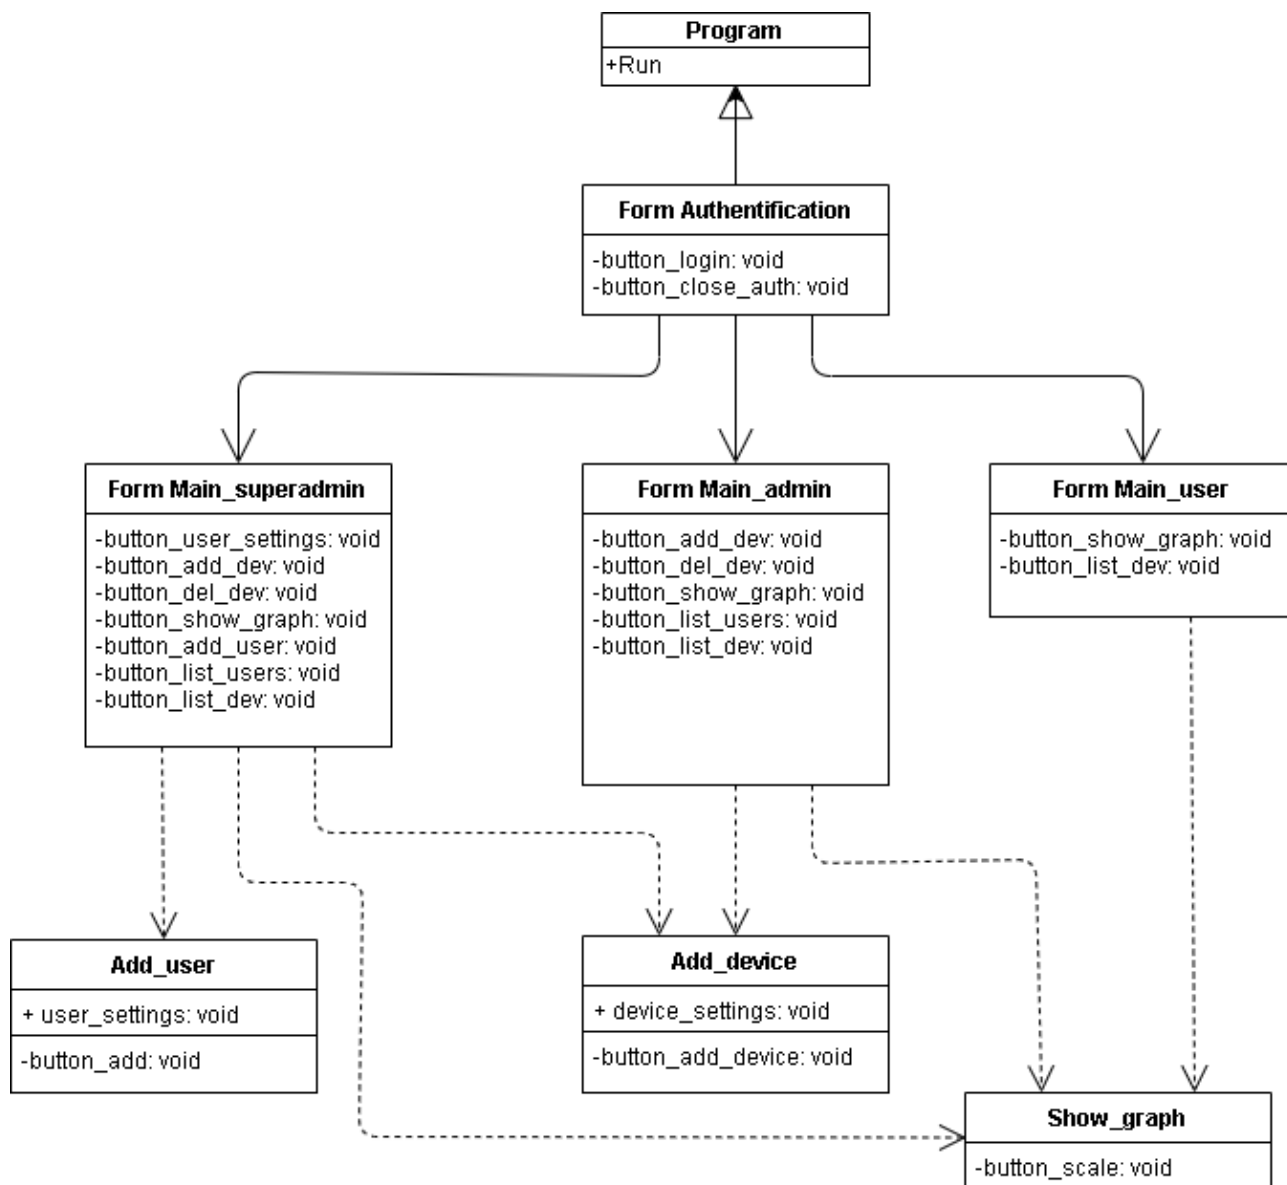 Program
+Run
Form Authentification
-button_login: void
-button_close_auth: void
Form Main_superadmin
-button_user_settings: void
-button_add_dev: void
-button_del_dev: void
-button_show_graph: void
-button_add_user: void
-button_list_users: void
-button_list_dev: void
Form Main_admin
-button_add_dev: void
-button_del_dev: void
-button_show_graph: void
-button_list_users: void
-button_list_dev: void
Form Main_user
-button_show_graph: void
-button_list_dev: void
Add_user
+ user_settings: void
-button_add: void
Add_device
+ device_settings: void
-button_add_device: void
Show_graph
-button_scale: void